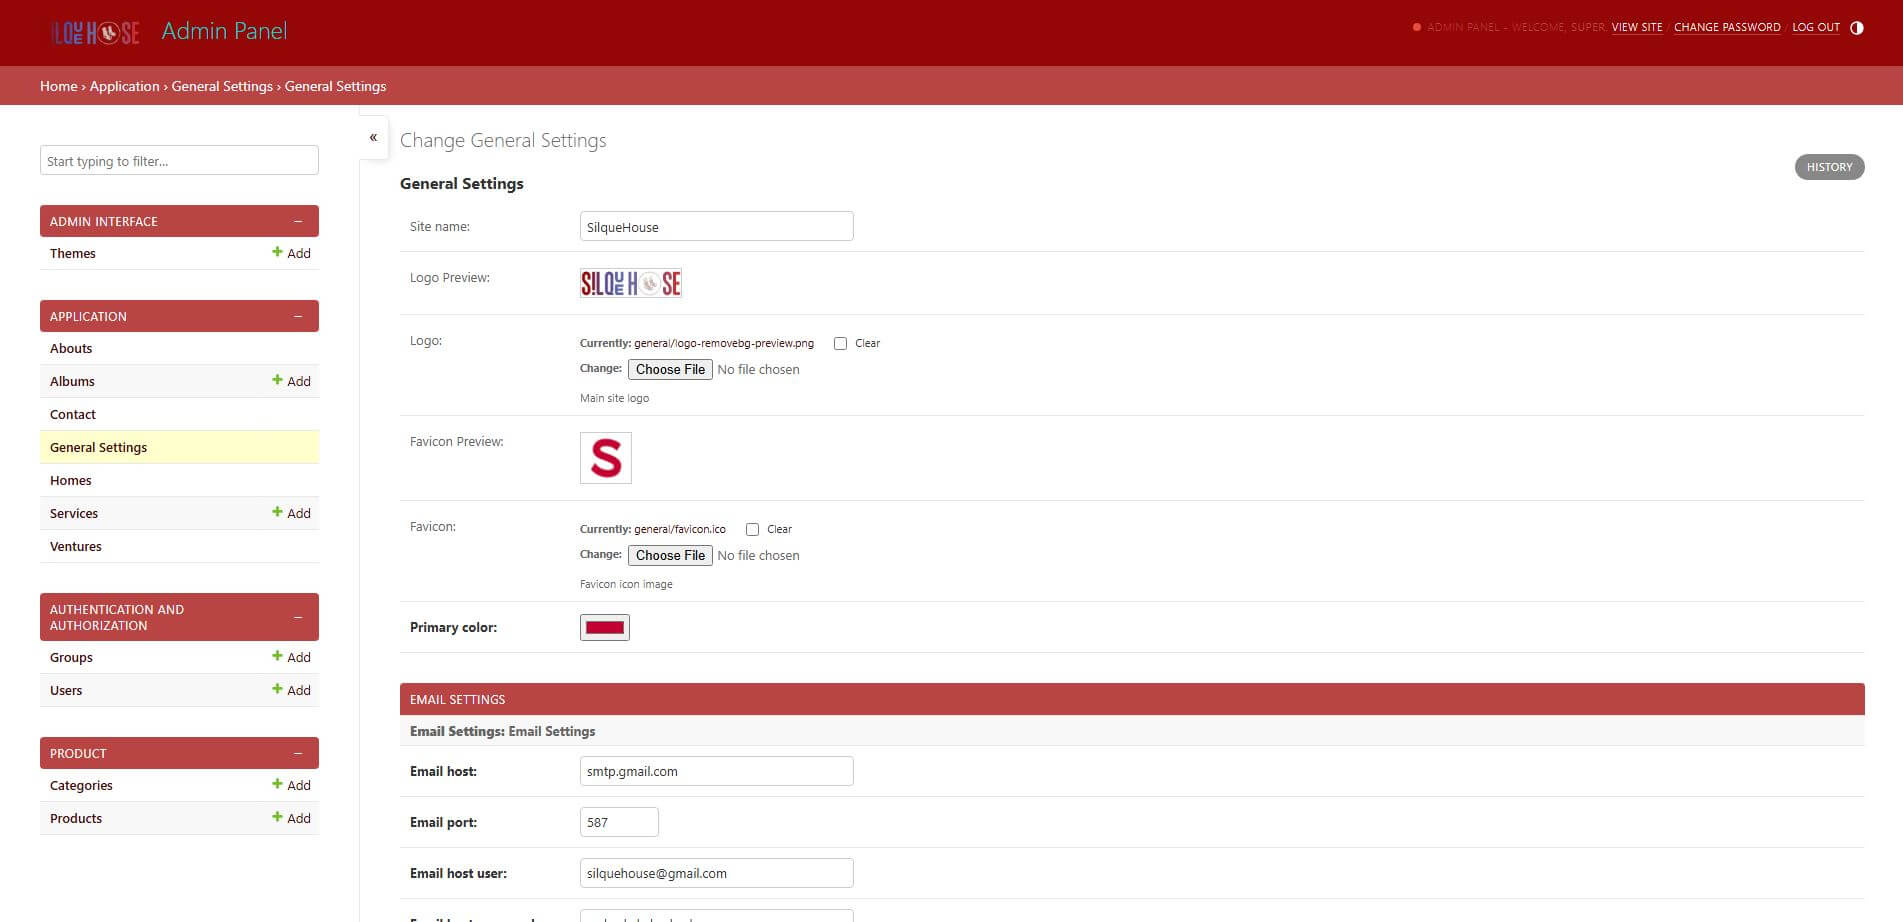 SILQUE HOUSE Admin Panel
ADMIN PANEL - WELCOME, SUPER. VIEW SITE / CHANGE PASSWORD / LOG OUT
Home › Application › General Settings › General Settings
Start typing to filter...
ADMIN INTERFACE –
Themes + Add
APPLICATION –
Abouts
Albums + Add
Contact
General Settings
Homes
Services + Add
Ventures
AUTHENTICATION AND
AUTHORIZATION –
Groups + Add
Users + Add
PRODUCT –
Categories + Add
Products + Add
«
Change General Settings
HISTORY
General Settings
Site name: SilqueHouse
Logo Preview: S!LQUE HOUSE
Logo: Currently: general/logo-removebg-preview.png Clear
Change: Choose File No file chosen
Main site logo
Favicon Preview: S
Favicon: Currently: general/favicon.ico Clear
Change: Choose File No file chosen
Favicon icon image
Primary color:
EMAIL SETTINGS
Email Settings: Email Settings
Email host: smtp.gmail.com
Email port: 587
Email host user: silquehouse@gmail.com